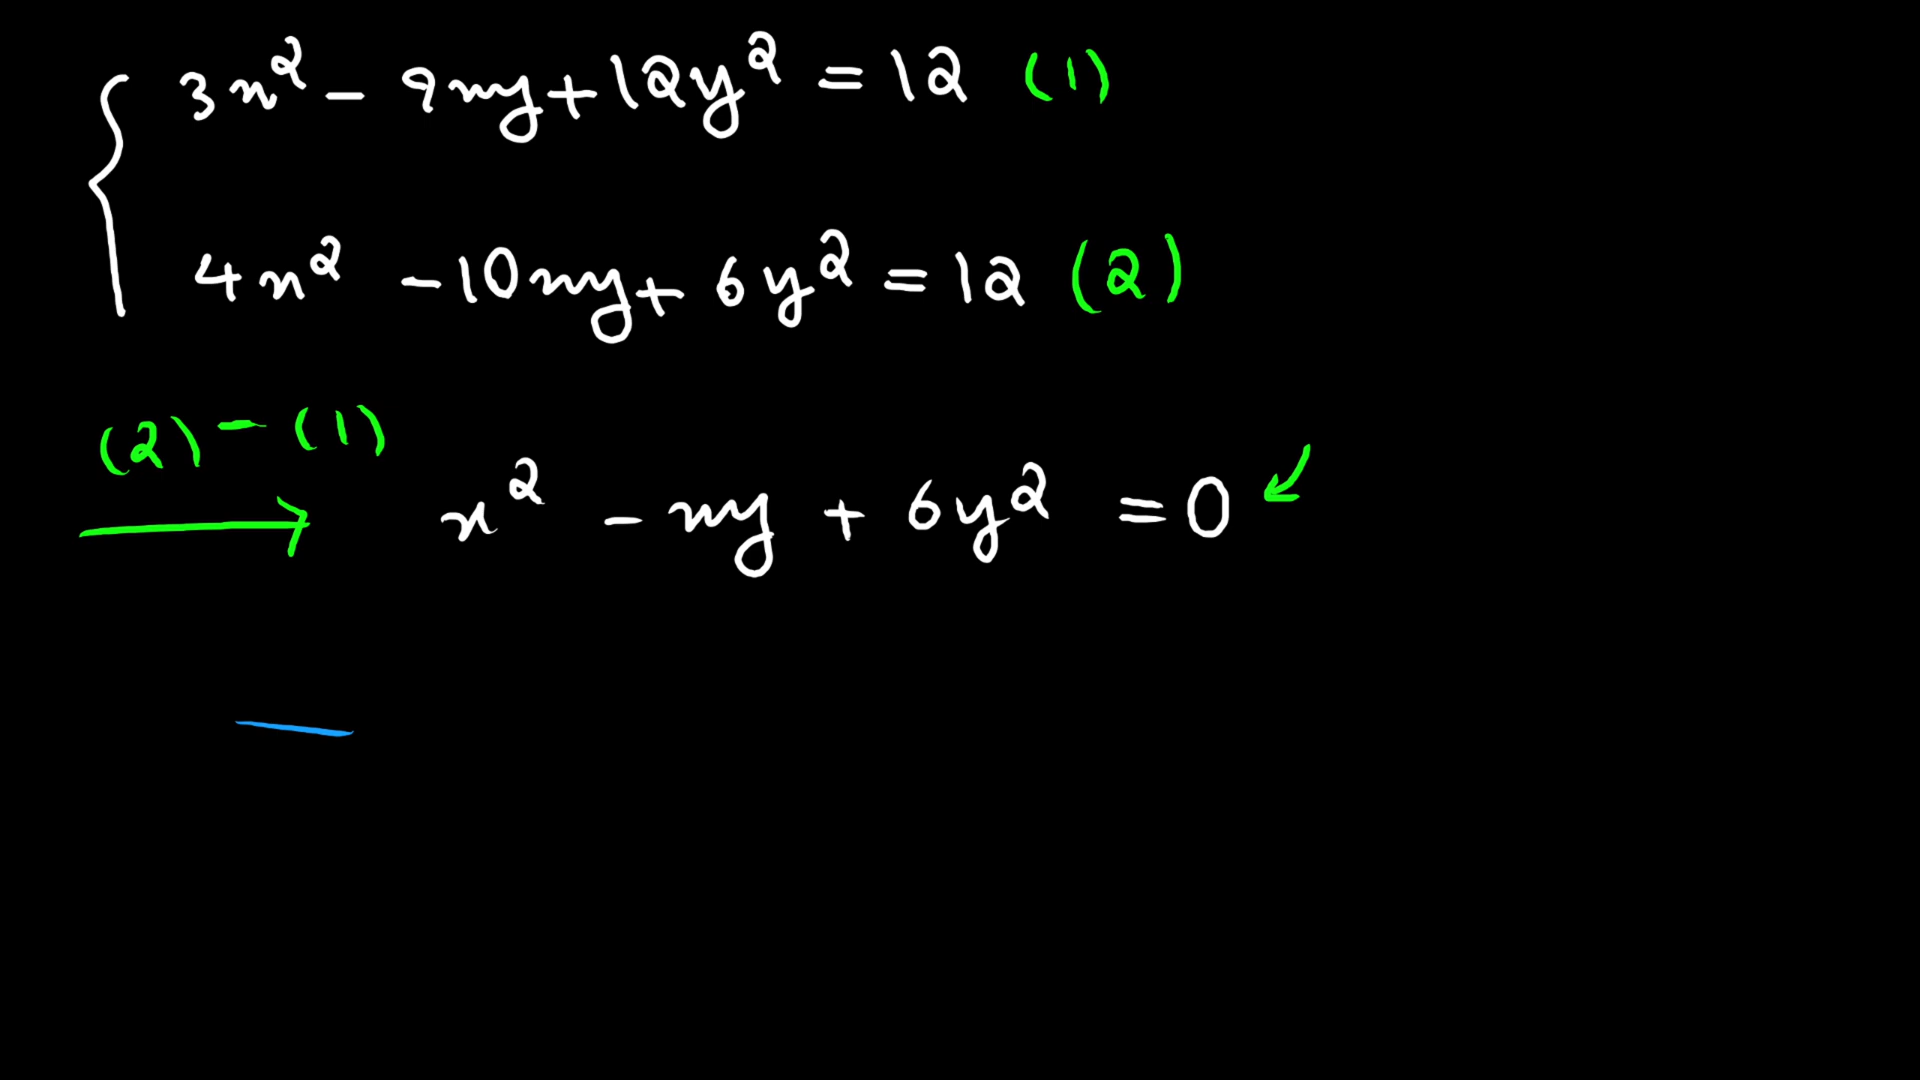 3x² - 9xy + 12y² = 12 (1)
4x² - 10xy + 6y² = 12 (2)
(2) - (1)
x² - xy + 6y² = 0